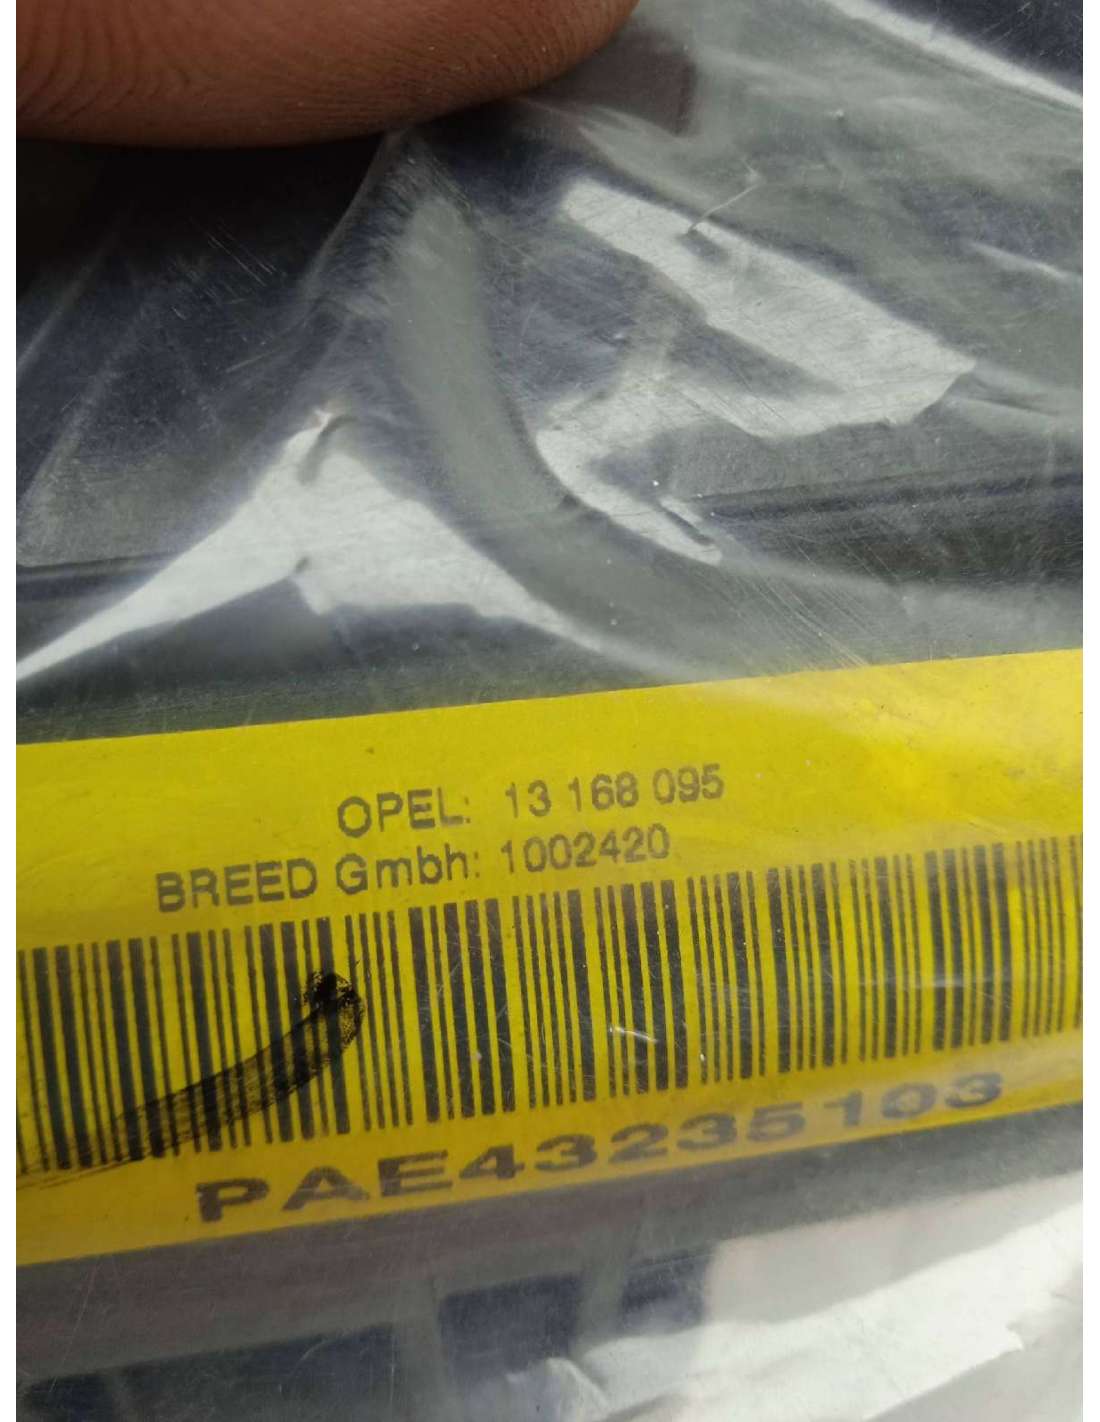 OPEL: 13 168 095
BREED Gmbh: 1002420
PAE43235103